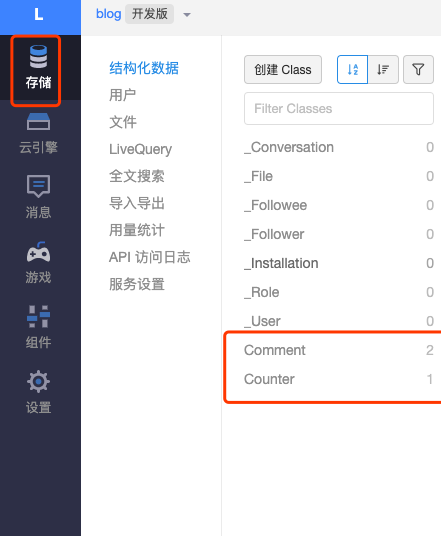 L
blog 开发版
存储
云引擎
消息
游戏
组件
设置
结构化数据
用户
文件
LiveQuery
全文搜索
导入导出
用量统计
API 访问日志
服务设置
创建 Class
Filter Classes
_Conversation 0
_File 0
_Followee 0
_Follower 0
_Installation 0
_Role 0
_User 0
Comment 2
Counter 1